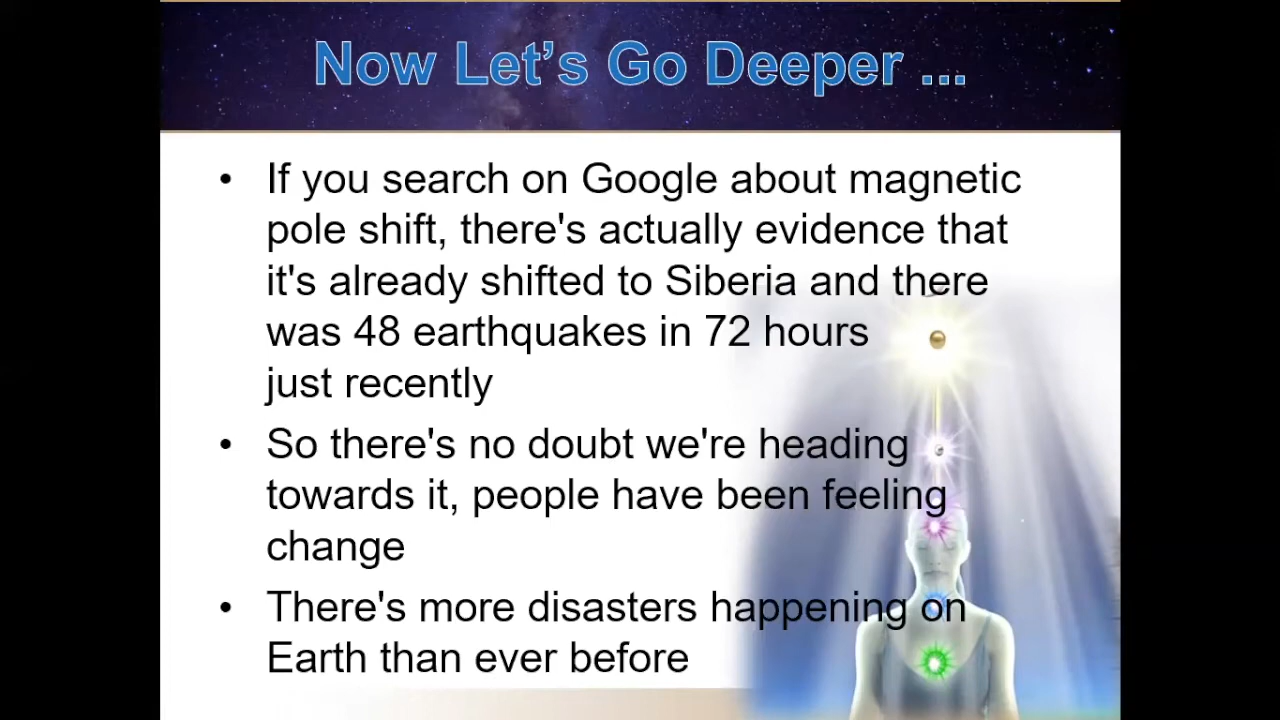 Now Let's Go Deeper ...
• If you search on Google about magnetic
pole shift, there's actually evidence that
it's already shifted to Siberia and there
was 48 earthquakes in 72 hours
just recently
• So there's no doubt we're heading
towards it, people have been feeling
change
• There's more disasters happening on
Earth than ever before